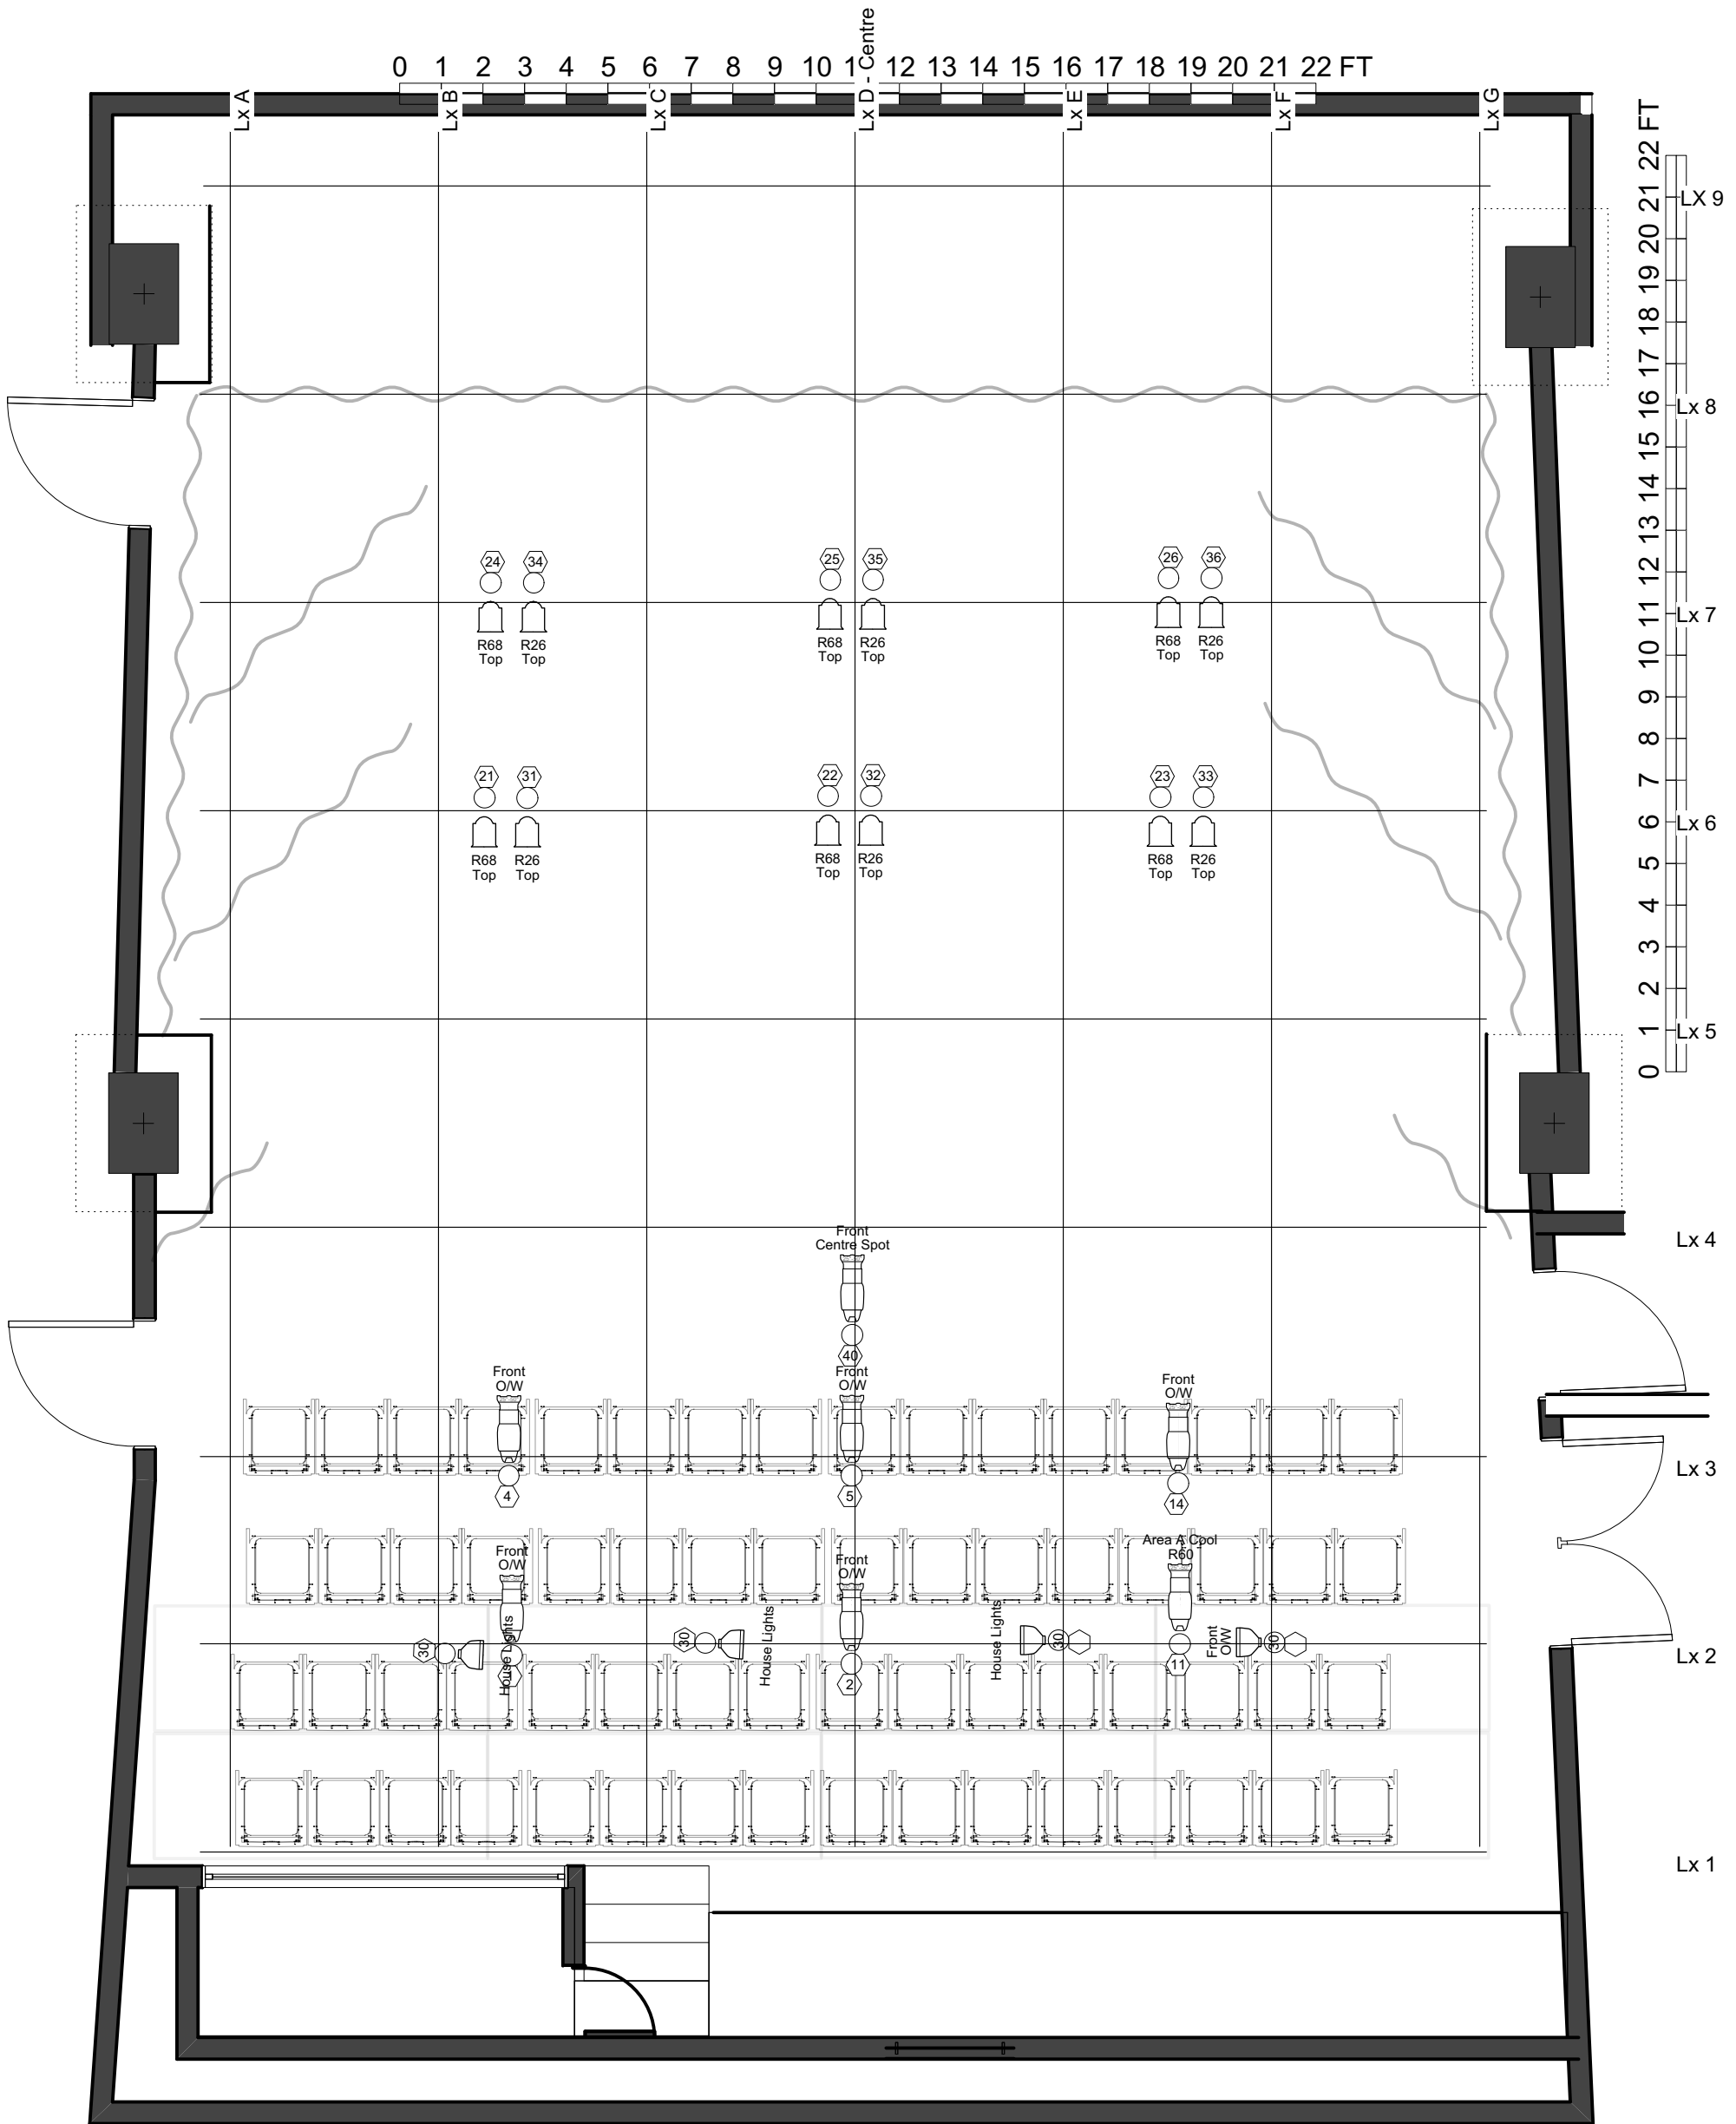 0 1 2 3 4 5 6 7 8 9 10 11 12 13 14 15 16 17 18 19 20 21 22 FT
Lx A
Lx B
Lx C
Lx D - Centre
Lx E
Lx F
Lx G
22 FT
21
20
19
18
17
16
15
14
13
12
11
10
9
8
7
6
5
4
3
2
1
0
LX 9
Lx 8
Lx 7
Lx 6
Lx 5
Lx 4
Lx 3
Lx 2
Lx 1
24 34
R68 R26
Top Top
25 35
R68 R26
Top Top
26 36
R68 R26
Top Top
21 31
R68 R26
Top Top
22 32
R68 R26
Top Top
23 33
R68 R26
Top Top
Front
Centre Spot
40
Front
O/W
4
Front
O/W
5
Front
O/W
14
Front
O/W
Front
O/W
2
Area A Cool
R60
11
30
House Lights
30
House Lights
House Lights
30
Front
O/W
30